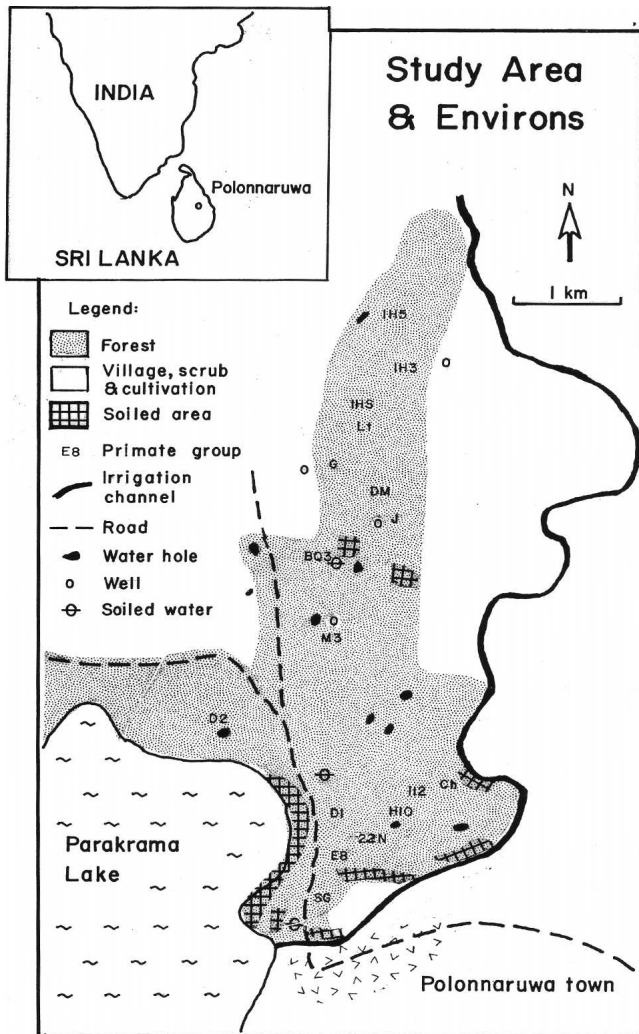 INDIA
Polonnaruwa
SRI LANKA
Study Area
& Environs
N
1 km
Legend:
Forest
Village, scrub
& cultivation
Soiled area
E8 Primate group
Irrigation
channel
Road
Water hole
Well
Soiled water
IH5
IH3
IHS
L1
G
DM
J
BQ3
M3
D2
Ch
I12
D1
H10
22N
E8
SG
Parakrama
Lake
Polonnaruwa town